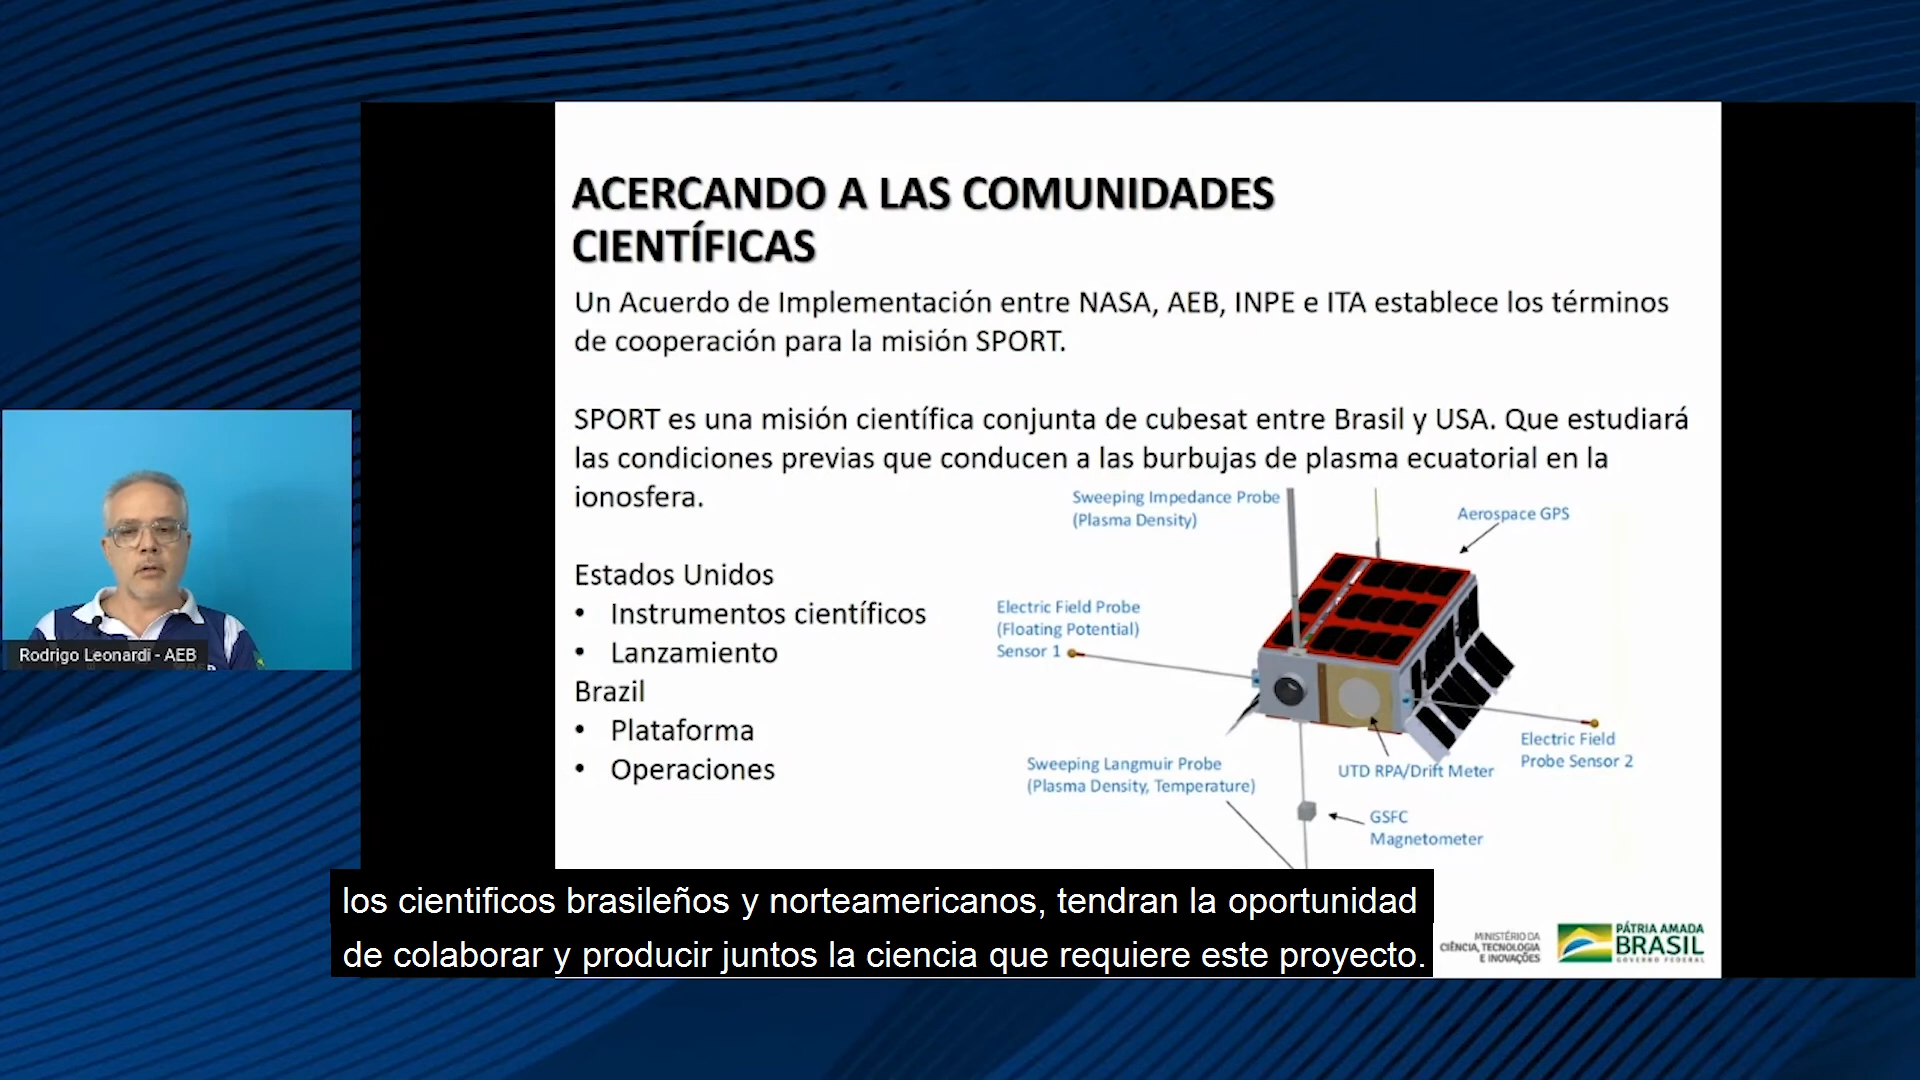 ACERCANDO A LAS COMUNIDADES
CIENTÍFICAS
Un Acuerdo de Implementación entre NASA, AEB, INPE e ITA establece los términos
de cooperación para la misión SPORT.
SPORT es una misión científica conjunta de cubesat entre Brasil y USA. Que estudiará
las condiciones previas que conducen a las burbujas de plasma ecuatorial en la
ionosfera.
Estados Unidos
• Instrumentos científicos
• Lanzamiento
Brazil
• Plataforma
• Operaciones
Sweeping Impedance Probe
(Plasma Density)
Aerospace GPS
Electric Field Probe
(Floating Potential)
Sensor 1
Electric Field
Probe Sensor 2
UTD RPA/Drift Meter
Sweeping Langmuir Probe
(Plasma Density, Temperature)
GSFC
Magnetometer
Rodrigo Leonardi - AEB
los cientificos brasileños y norteamericanos, tendran la oportunidad
de colaborar y producir juntos la ciencia que requiere este proyecto.
MINISTÉRIO DA
CIÊNCIA, TECNOLOGIA
E INOVAÇÕES
PÁTRIA AMADA
BRASIL
GOVERNO FEDERAL